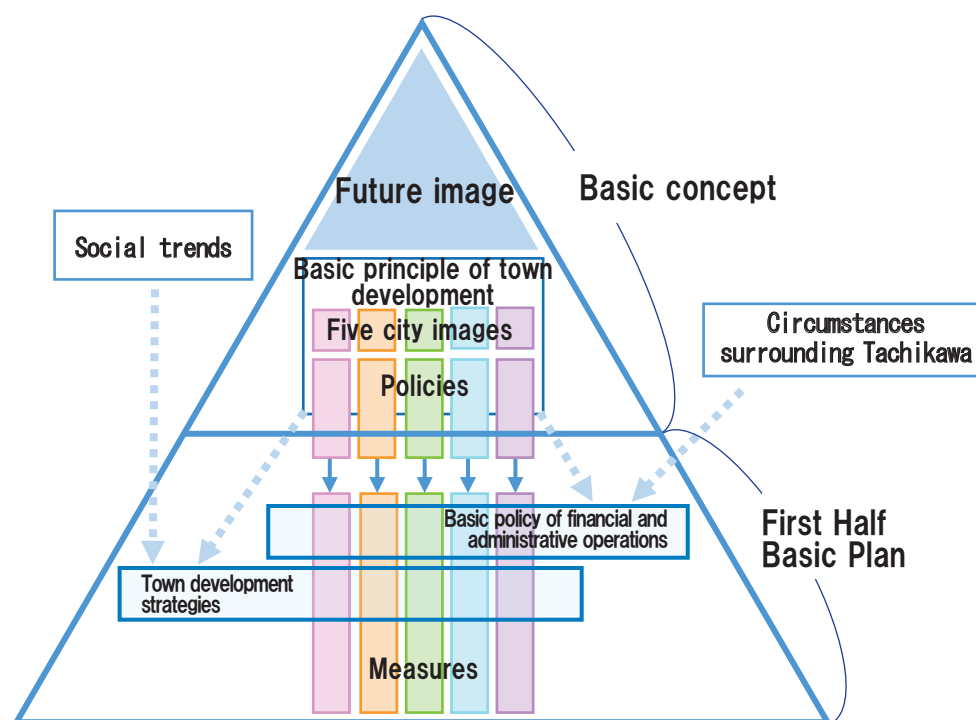 Future image
Basic concept
Social trends
Basic principle of town
development
Five city images
Circumstances
surrounding Tachikawa
Policies
Basic policy of financial and
administrative operations
First Half
Basic Plan
Town development
strategies
Measures